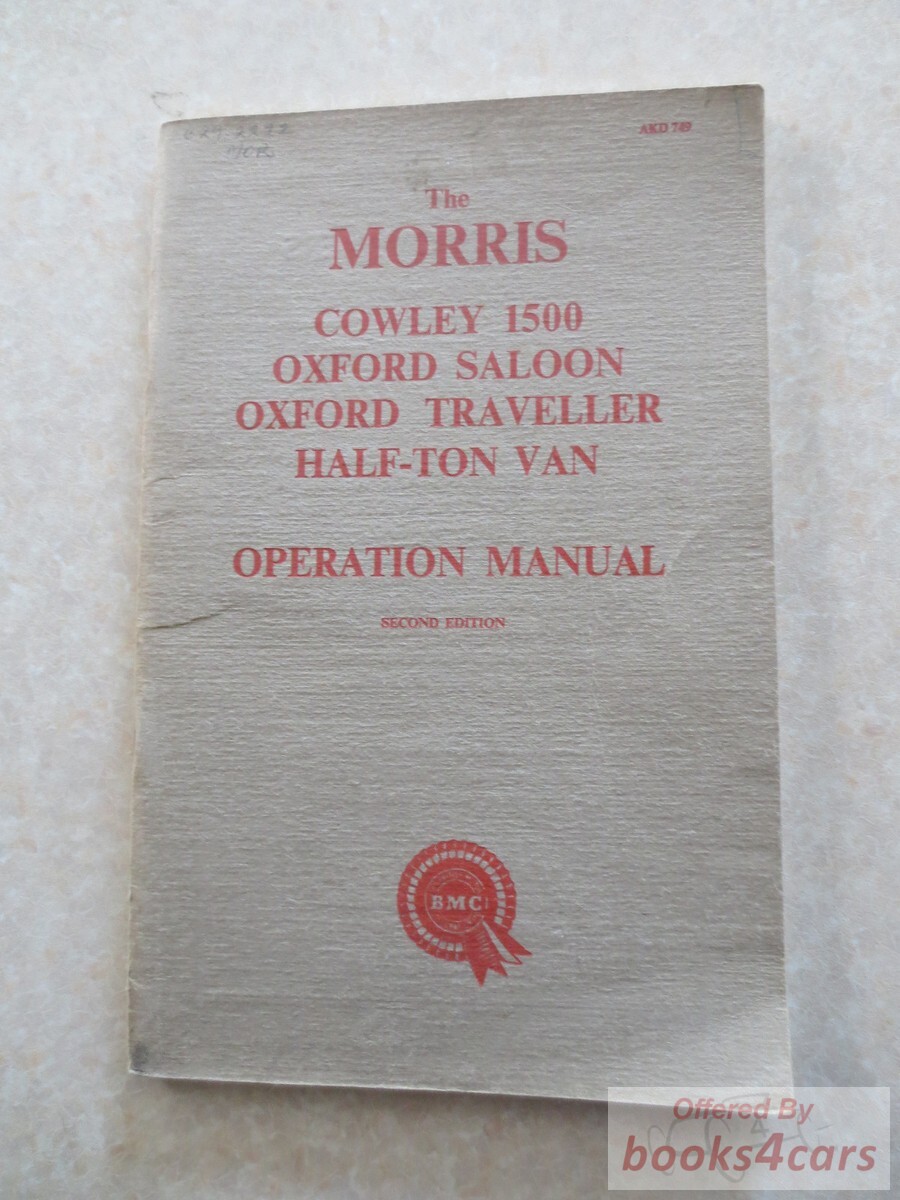 AKD 749
The
MORRIS
COWLEY 1500
OXFORD SALOON
OXFORD TRAVELLER
HALF-TON VAN
OPERATION MANUAL
SECOND EDITION
BMC
Offered By
books4cars